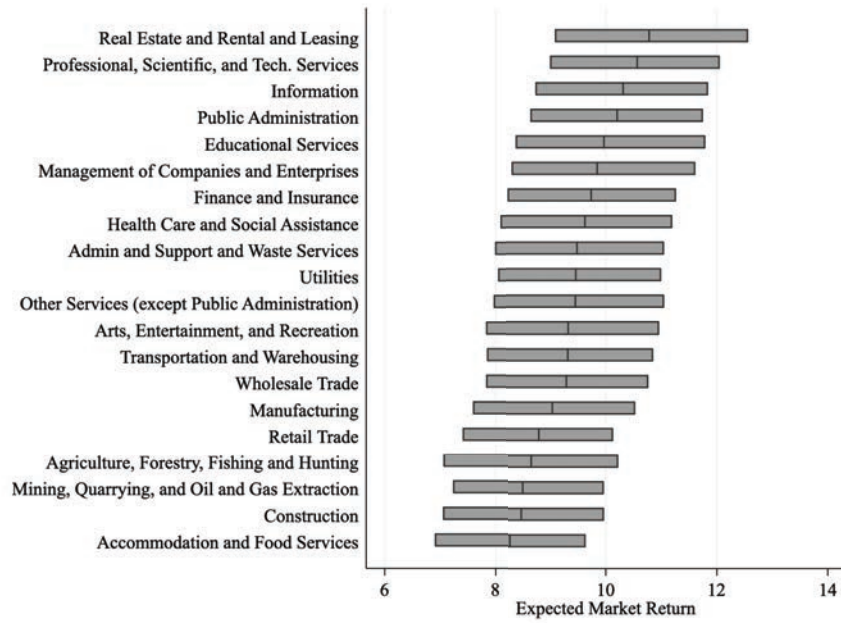 Real Estate and Rental and Leasing
Professional, Scientific, and Tech. Services
Information
Public Administration
Educational Services
Management of Companies and Enterprises
Finance and Insurance
Health Care and Social Assistance
Admin and Support and Waste Services
Utilities
Other Services (except Public Administration)
Arts, Entertainment, and Recreation
Transportation and Warehousing
Wholesale Trade
Manufacturing
Retail Trade
Agriculture, Forestry, Fishing and Hunting
Mining, Quarrying, and Oil and Gas Extraction
Construction
Accommodation and Food Services
6 8 10 12 14
Expected Market Return